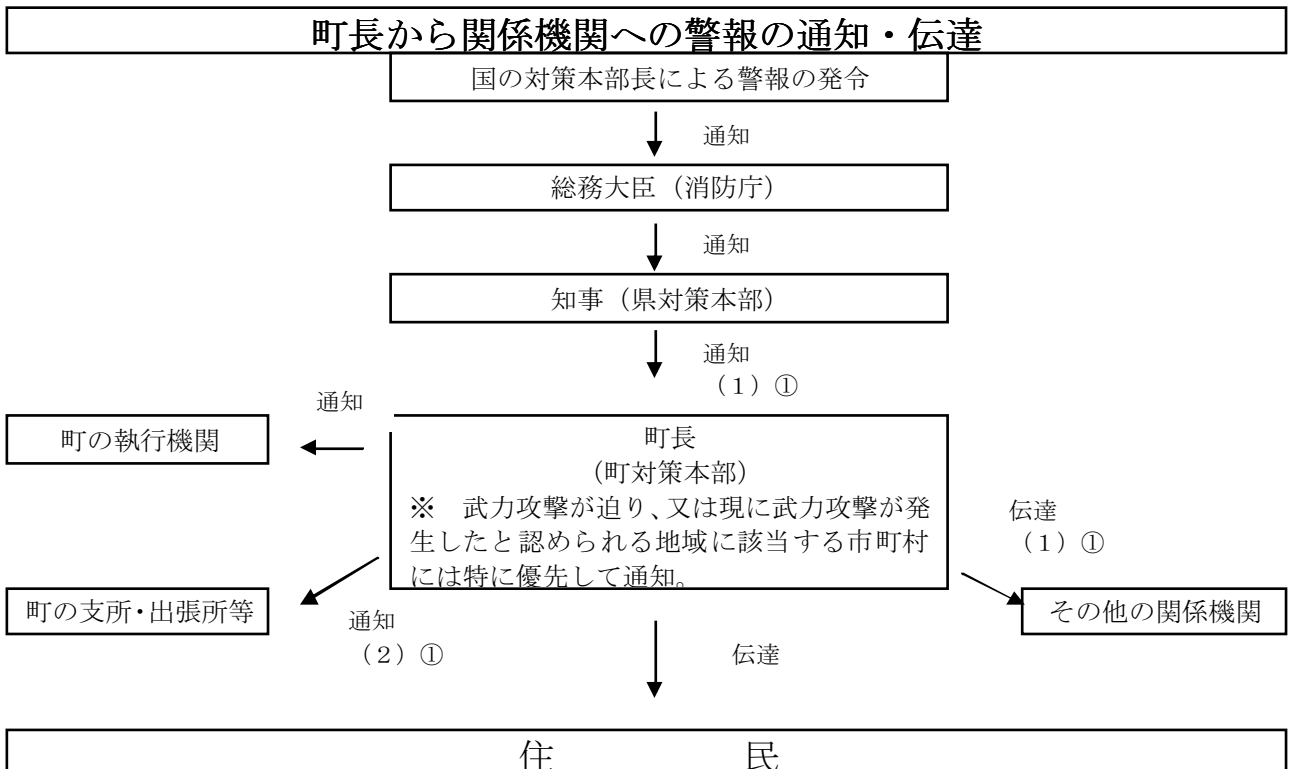 町長から関係機関への警報の通知・伝達
国の対策本部長による警報の発令
通知
総務大臣（消防庁）
通知
知事（県対策本部）
通知
（１）①
通知
町の執行機関
町長
（町対策本部）
※　武力攻撃が迫り、又は現に武力攻撃が発
生したと認められる地域に該当する市町村
には特に優先して通知。
伝達
（１）①
町の支所・出張所等
通知
（２）①
伝達
その他の関係機関
住　民